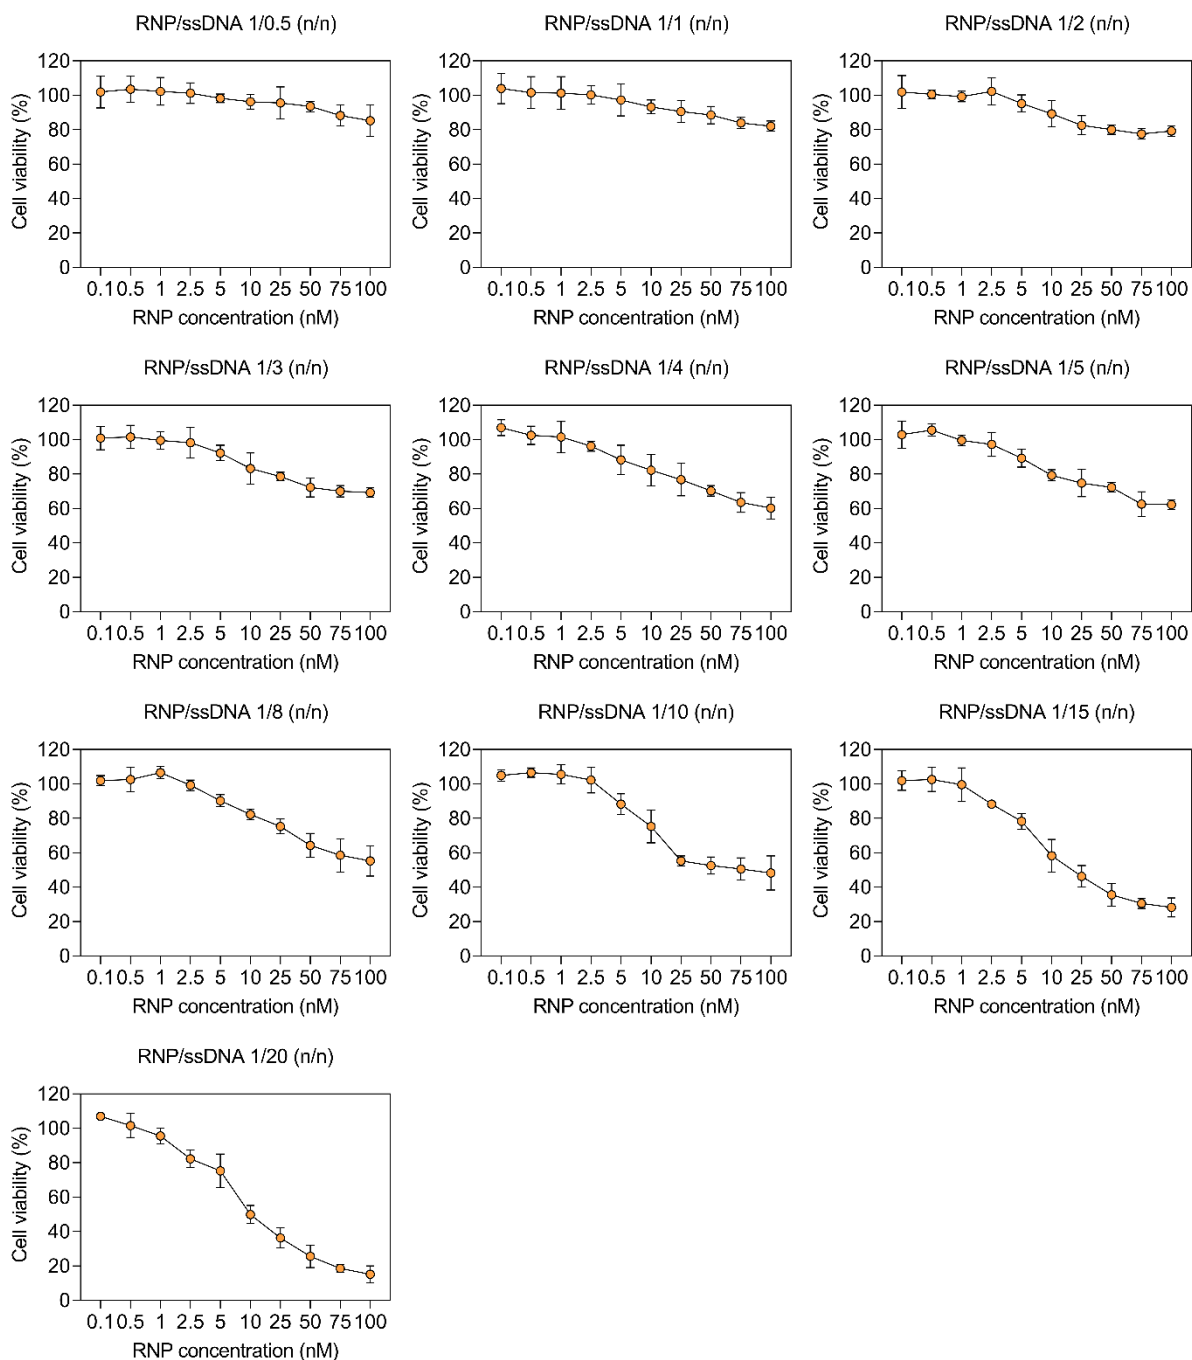 RNP/ssDNA 1/0.5 (n/n)
Cell viability (%)
120
100
80
60
40
20
0
0.1 0.5 1 2.5 5 10 25 50 75 100
RNP concentration (nM)
RNP/ssDNA 1/1 (n/n)
Cell viability (%)
120
100
80
60
40
20
0
0.1 0.5 1 2.5 5 10 25 50 75 100
RNP concentration (nM)
RNP/ssDNA 1/2 (n/n)
Cell viability (%)
120
100
80
60
40
20
0
0.1 0.5 1 2.5 5 10 25 50 75 100
RNP concentration (nM)
RNP/ssDNA 1/3 (n/n)
Cell viability (%)
120
100
80
60
40
20
0
0.1 0.5 1 2.5 5 10 25 50 75 100
RNP concentration (nM)
RNP/ssDNA 1/4 (n/n)
Cell viability (%)
120
100
80
60
40
20
0
0.1 0.5 1 2.5 5 10 25 50 75 100
RNP concentration (nM)
RNP/ssDNA 1/5 (n/n)
Cell viability (%)
120
100
80
60
40
20
0
0.1 0.5 1 2.5 5 10 25 50 75 100
RNP concentration (nM)
RNP/ssDNA 1/8 (n/n)
Cell viability (%)
120
100
80
60
40
20
0
0.1 0.5 1 2.5 5 10 25 50 75 100
RNP concentration (nM)
RNP/ssDNA 1/10 (n/n)
Cell viability (%)
120
100
80
60
40
20
0
0.1 0.5 1 2.5 5 10 25 50 75 100
RNP concentration (nM)
RNP/ssDNA 1/15 (n/n)
Cell viability (%)
120
100
80
60
40
20
0
0.1 0.5 1 2.5 5 10 25 50 75 100
RNP concentration (nM)
RNP/ssDNA 1/20 (n/n)
Cell viability (%)
120
100
80
60
40
20
0
0.1 0.5 1 2.5 5 10 25 50 75 100
RNP concentration (nM)